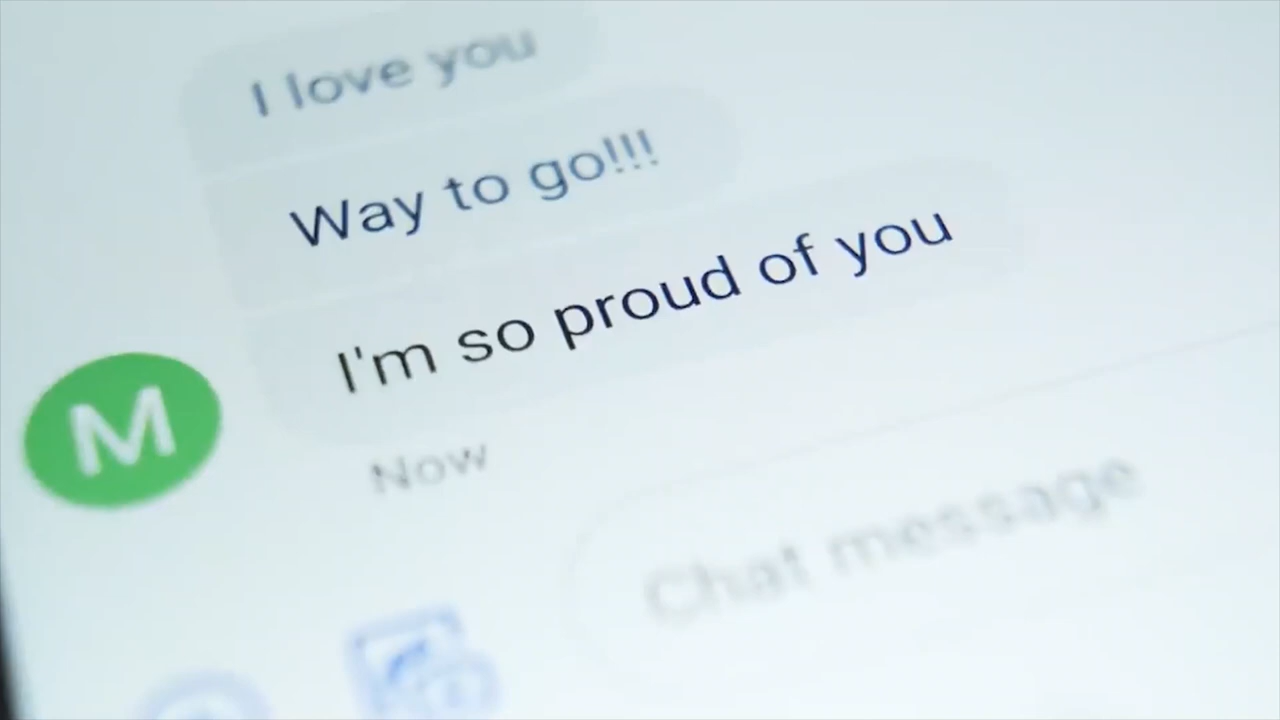 I love you
Way to go!!!
I'm so proud of you
M
Now
Chat message